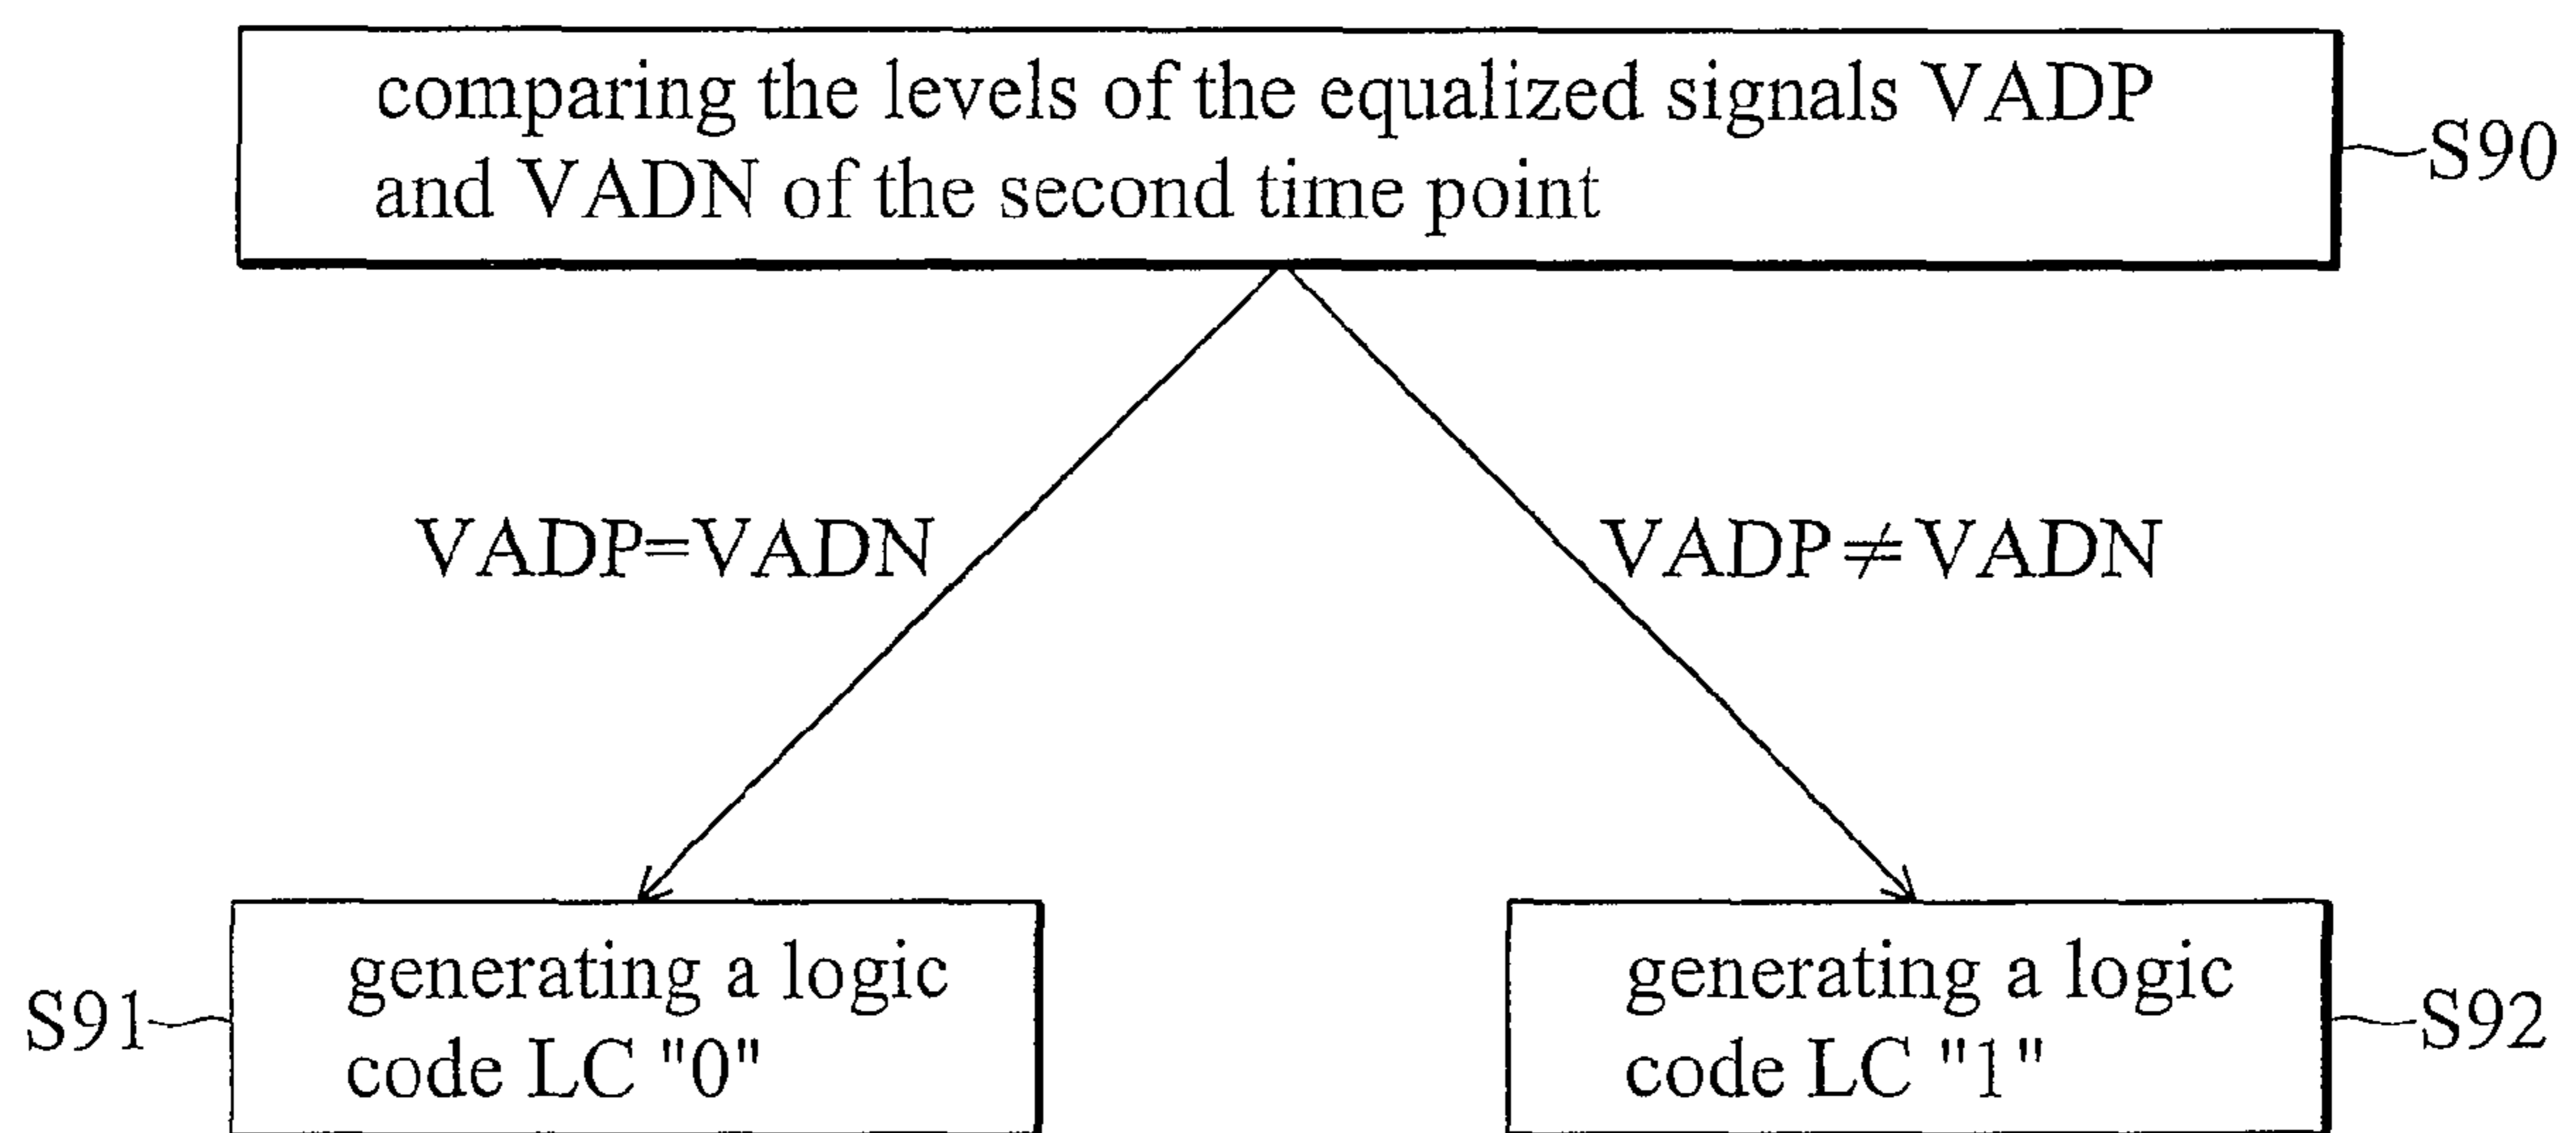 comparing the levels of the equalized signals VADP
and VADN of the second time point
S90
VADP=VADN
VADP≠VADN
S91
generating a logic
code LC "0"
generating a logic
code LC "1"
S92